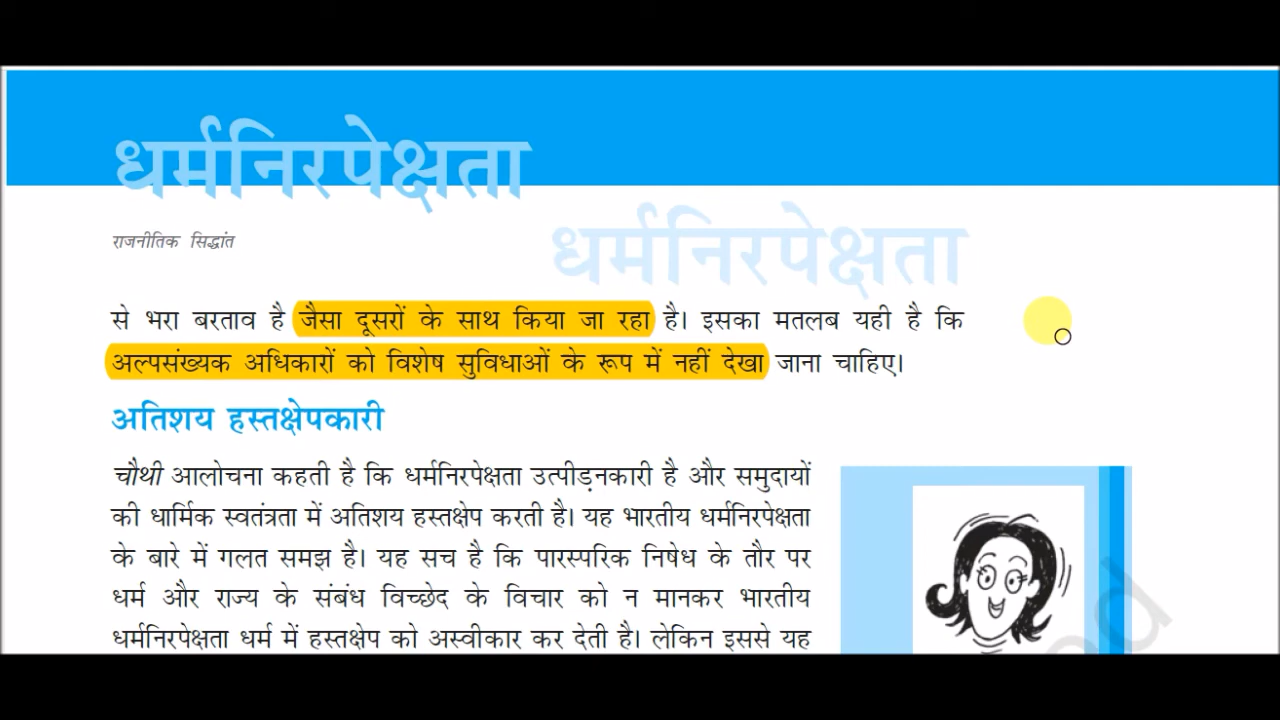 धर्मनिरपेक्षता
राजनीतिक सिद्धांत
धर्मनिरपेक्षता
से भरा बरताव है जैसा दूसरों के साथ किया जा रहा है। इसका मतलब यही है कि
अल्पसंख्यक अधिकारों को विशेष सुविधाओं के रूप में नहीं देखा जाना चाहिए।
अतिशय हस्तक्षेपकारी
चौथी आलोचना कहती है कि धर्मनिरपेक्षता उत्पीड़नकारी है और समुदायों
की धार्मिक स्वतंत्रता में अतिशय हस्तक्षेप करती है। यह भारतीय धर्मनिरपेक्षता
के बारे में गलत समझ है। यह सच है कि पारस्परिक निषेध के तौर पर
धर्म और राज्य के संबंध विच्छेद के विचार को न मानकर भारतीय
धर्मनिरपेक्षता धर्म में हस्तक्षेप को अस्वीकार कर देती है। लेकिन इससे यह